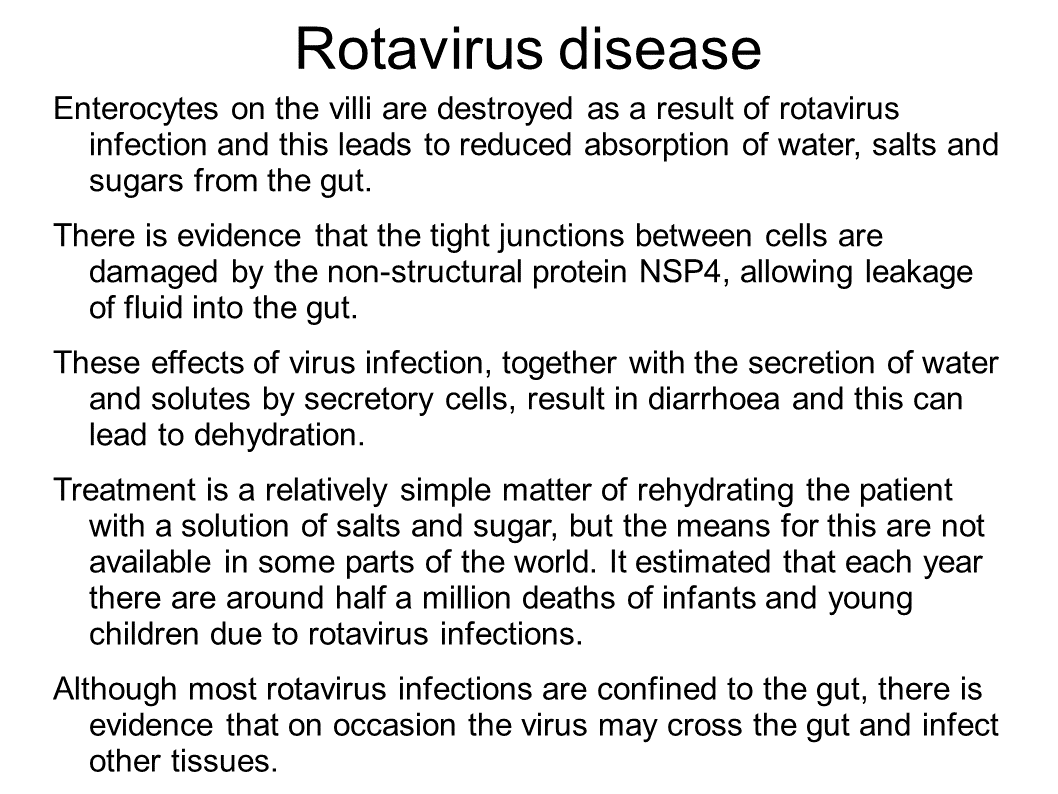 Rotavirus disease
Enterocytes on the villi are destroyed as a result of rotavirus
infection and this leads to reduced absorption of water, salts and
sugars from the gut.
There is evidence that the tight junctions between cells are
damaged by the non-structural protein NSP4, allowing leakage
of fluid into the gut.
These effects of virus infection, together with the secretion of water
and solutes by secretory cells, result in diarrhoea and this can
lead to dehydration.
Treatment is a relatively simple matter of rehydrating the patient
with a solution of salts and sugar, but the means for this are not
available in some parts of the world. It estimated that each year
there are around half a million deaths of infants and young
children due to rotavirus infections.
Although most rotavirus infections are confined to the gut, there is
evidence that on occasion the virus may cross the gut and infect
other tissues.